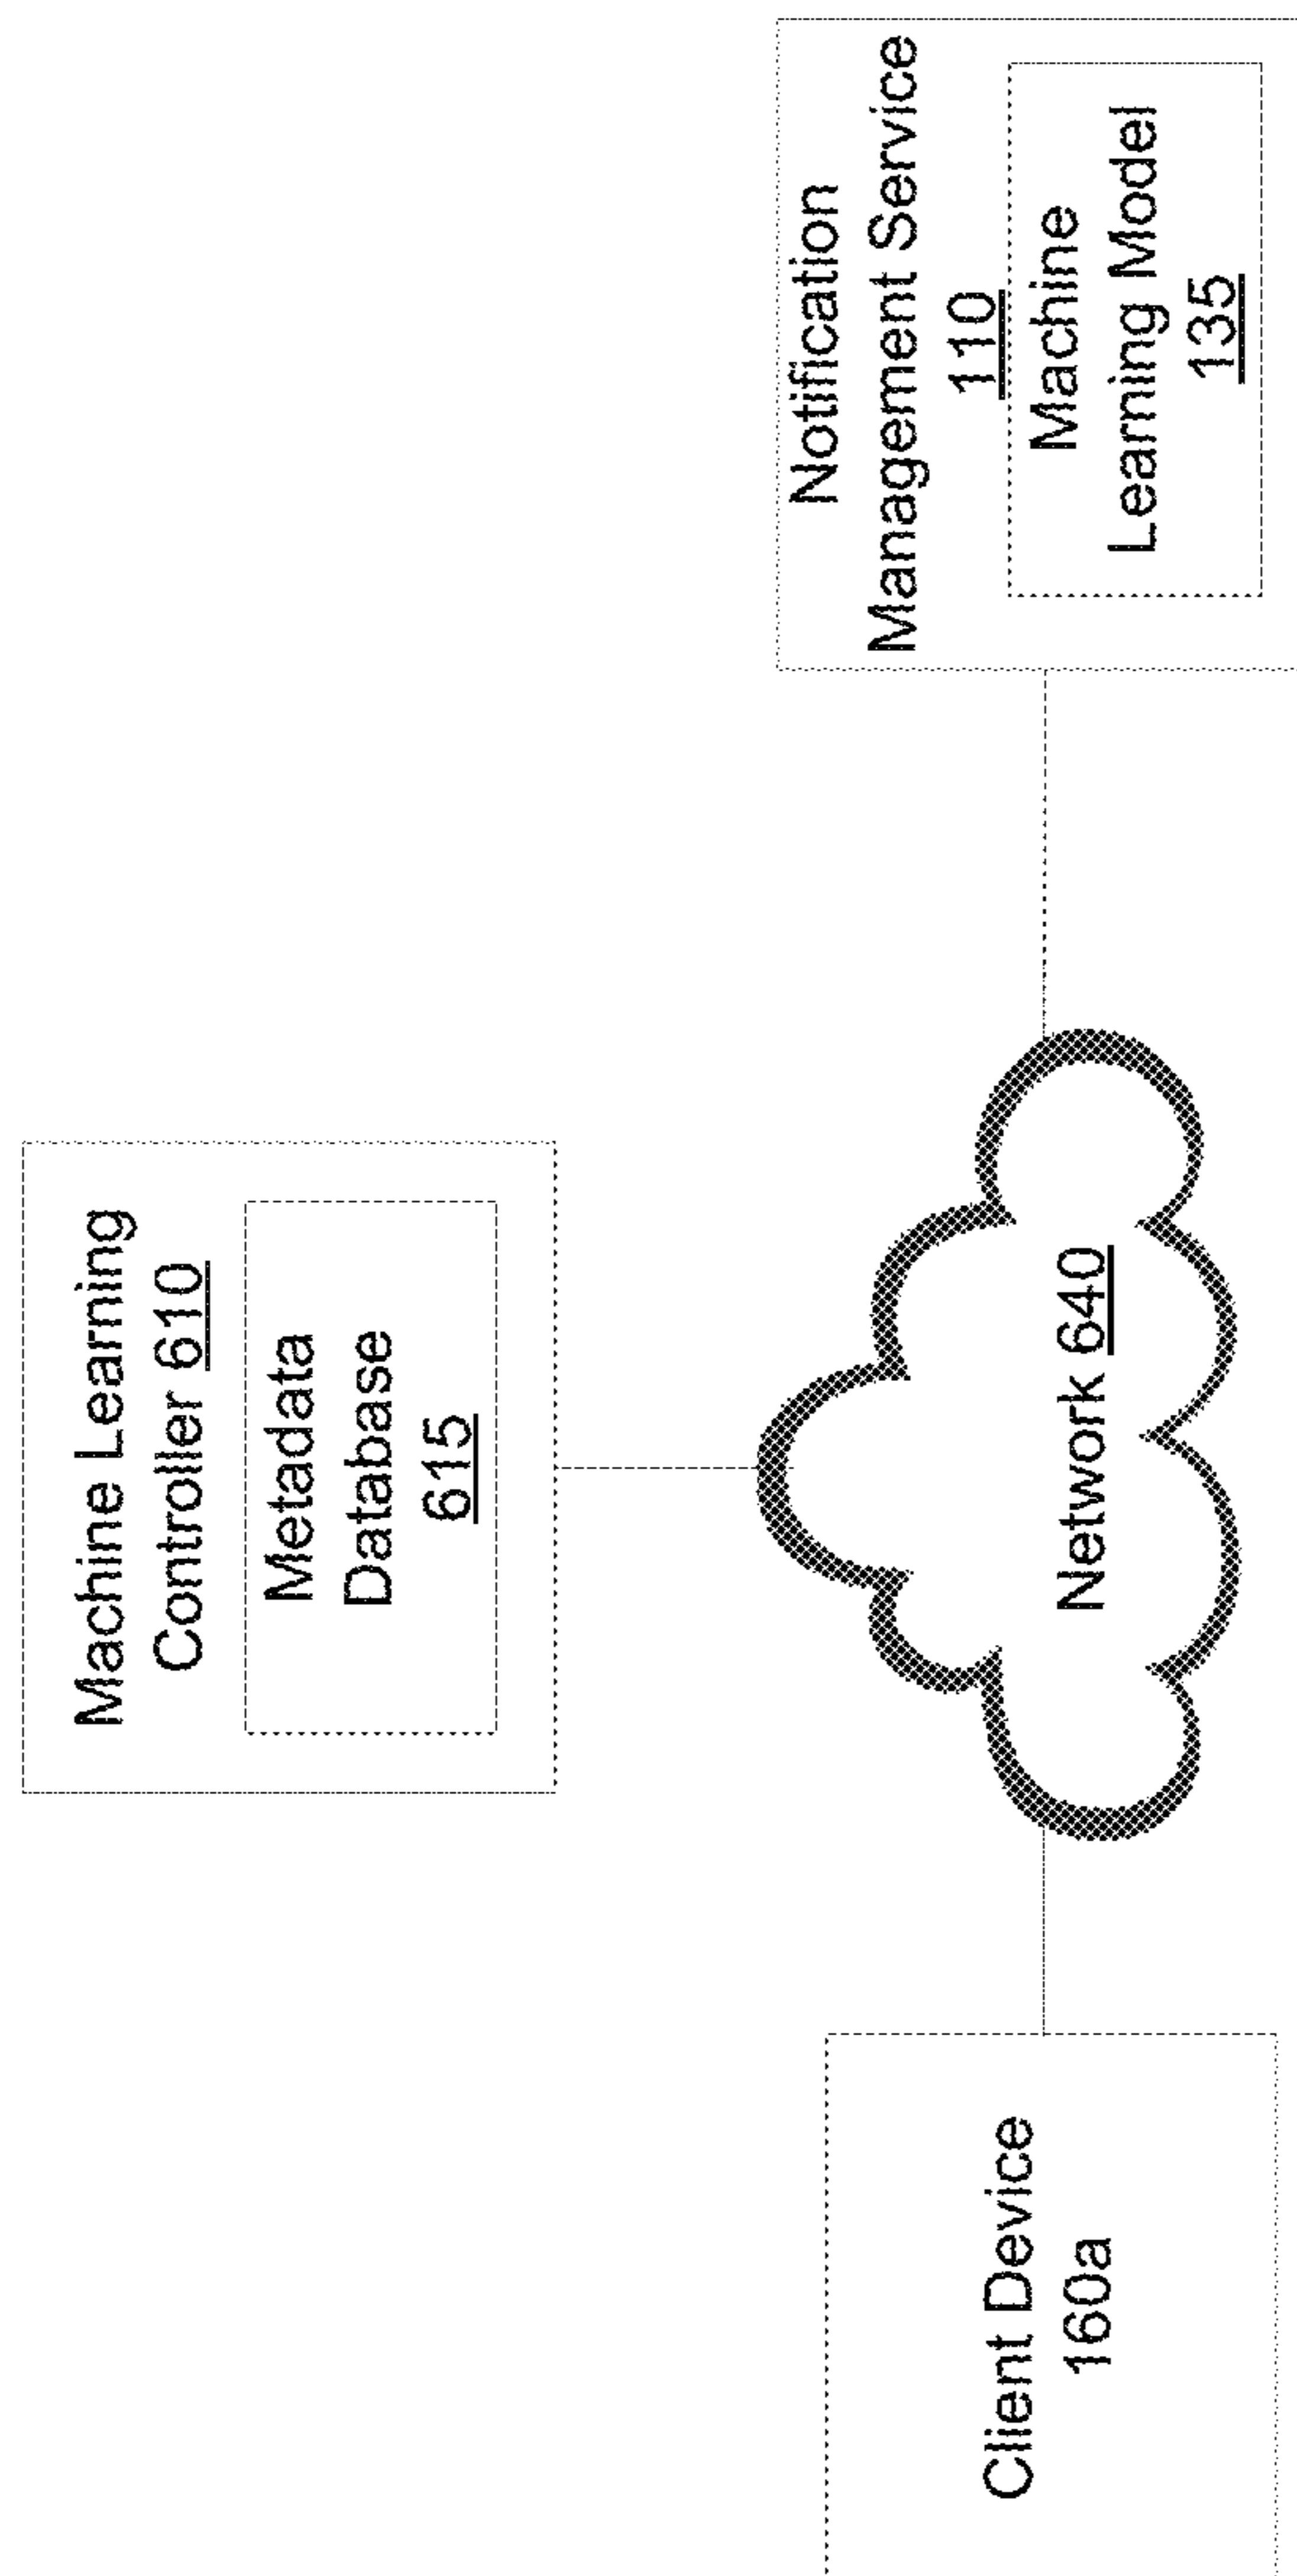 Machine Learning
Controller 610
Metadata
Database
615
Client Device
160a
Network 640
Notification
Management Service
110
Machine
Learning Model
135